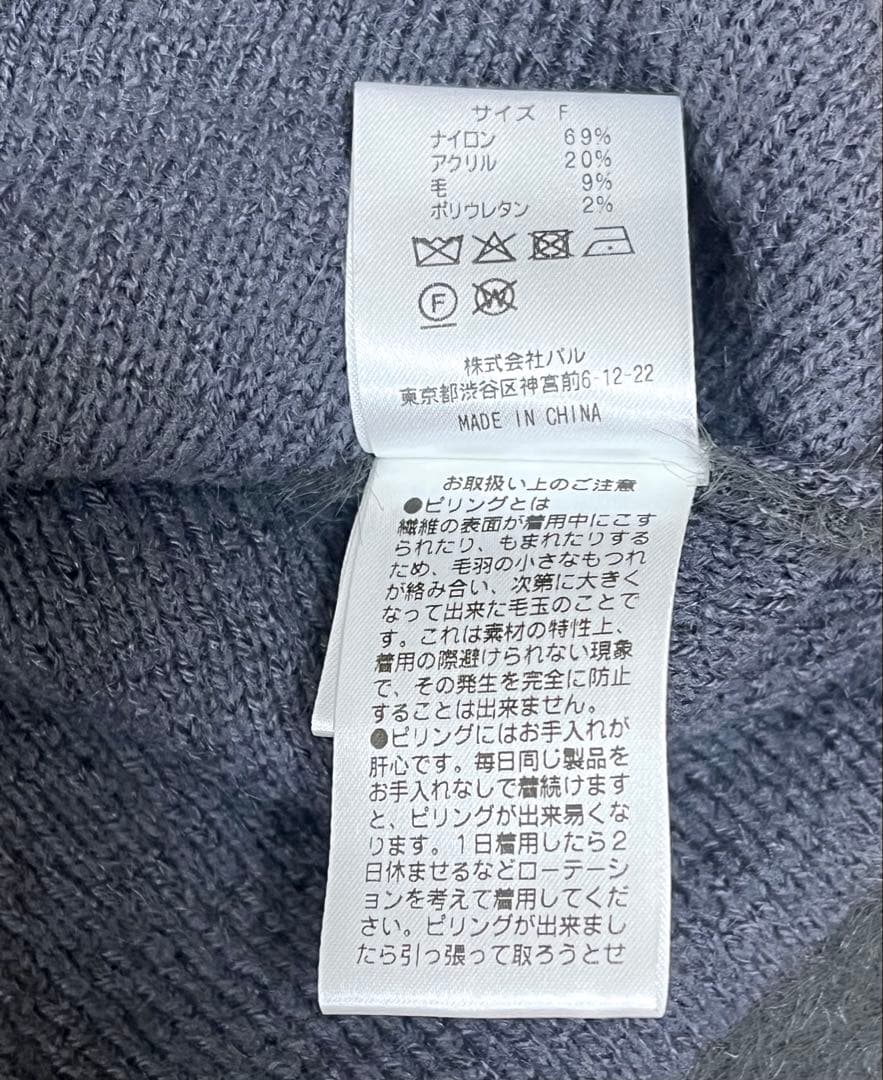 サイズ F
ナイロン 69%
アクリル 20%
毛 9%
ポリウレタン 2%
F W
株式会社パル
東京都渋谷区神宮前6-12-22
MADE IN CHINA
お取扱い上のご注意
●ピリングとは
繊維の表面が着用中にこす
られたり、もまれたりする
ため、毛羽の小さなもつれ
が絡み合い、次第に大きく
なって出来た毛玉のことで
す。これは素材の特性上、
着用の際避けられない現象
で、その発生を完全に防止
することは出来ません。
●ピリングにはお手入れが
肝心です。毎日同じ製品を
お手入れなしで着続けます
と、ピリングが出来易くな
ります。1日着用したら2
日休ませるなどローテーシ
ョンを考えて着用してくだ
さい。ピリングが出来まし
たら引っ張って取ろうとせ